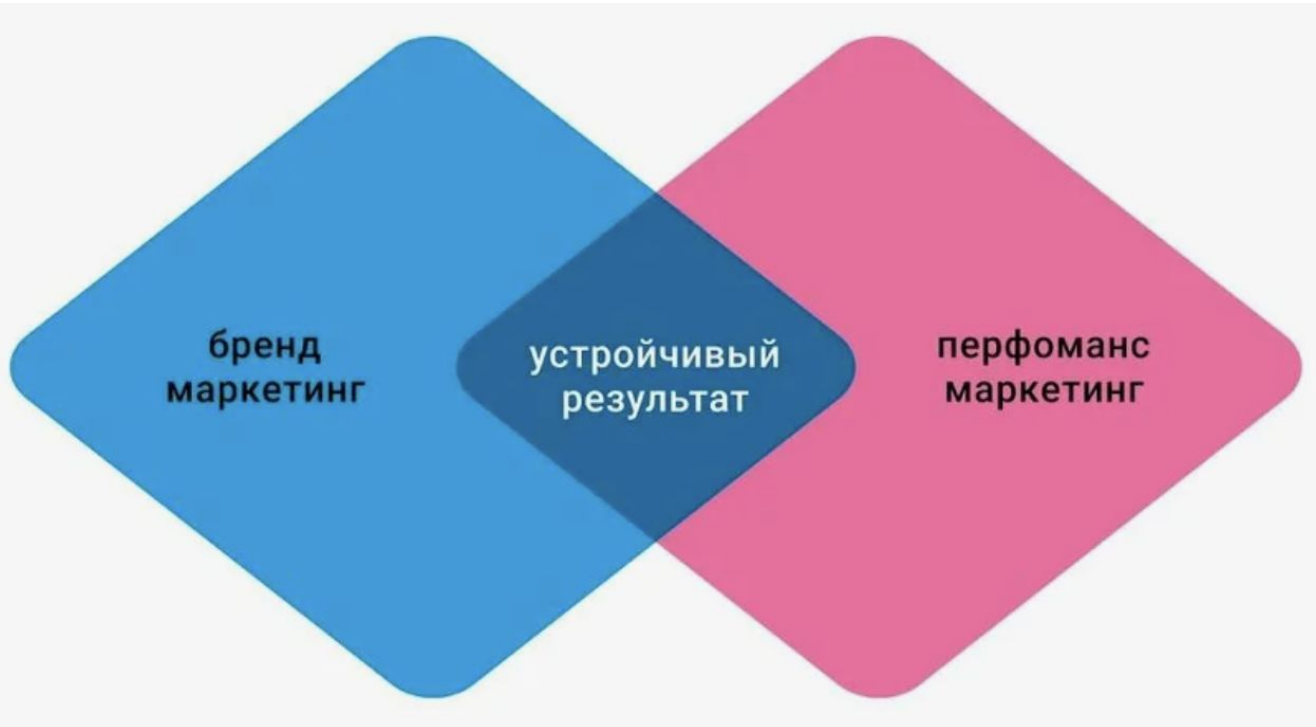 бренд
маркетинг
устройчивый
результат
перфоманс
маркетинг